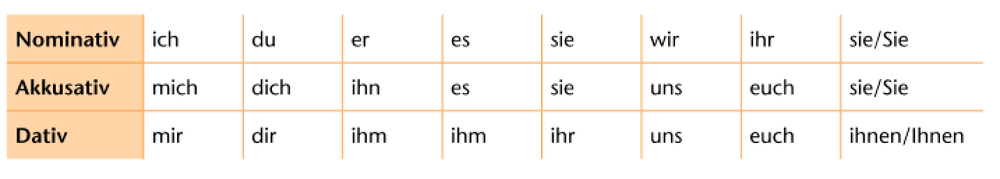 Nominativ ich du er es sie wir ihr sie/Sie
Akkusativ mich dich ihn es sie uns euch sie/Sie
Dativ mir dir ihm ihm ihr uns euch ihnen/Ihnen